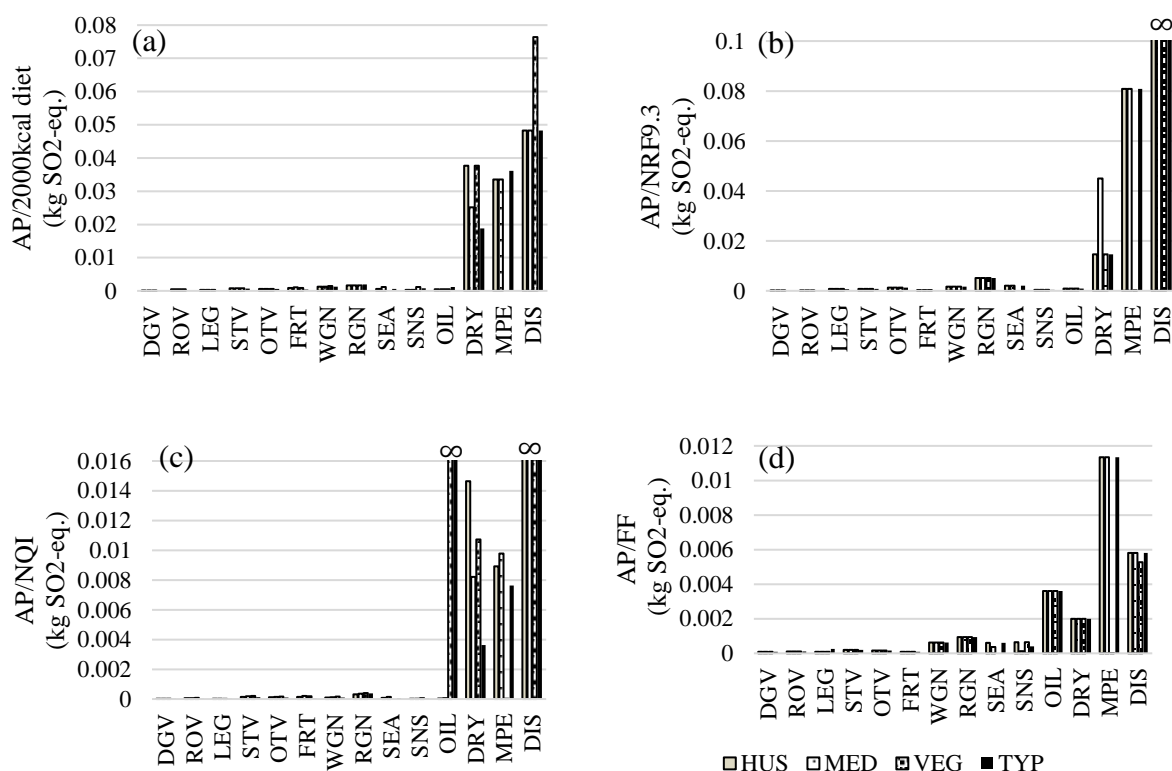 (a)
AP/2000kcal diet
(kg SO2-eq.)
0.08
0.07
0.06
0.05
0.04
0.03
0.02
0.01
0
DGV ROV LEG STV OTV FRT WGN RGN SEA SNS OIL DRY MPE DIS
(b)
∞
AP/NRF9.3
(kg SO2-eq.)
0.1
0.08
0.06
0.04
0.02
0
DGV ROV LEG STV OTV FRT WGN RGN SEA SNS OIL DRY MPE DIS
(c)
∞ ∞
AP/NQI
(kg SO2-eq.)
0.016
0.014
0.012
0.01
0.008
0.006
0.004
0.002
0
DGV ROV LEG STV OTV FRT WGN RGN SEA SNS OIL DRY MPE DIS
(d)
AP/FF
(kg SO2-eq.)
0.012
0.01
0.008
0.006
0.004
0.002
0
DGV ROV LEG STV OTV FRT WGN RGN SEA SNS OIL DRY MPE DIS
HUS MED VEG TYP